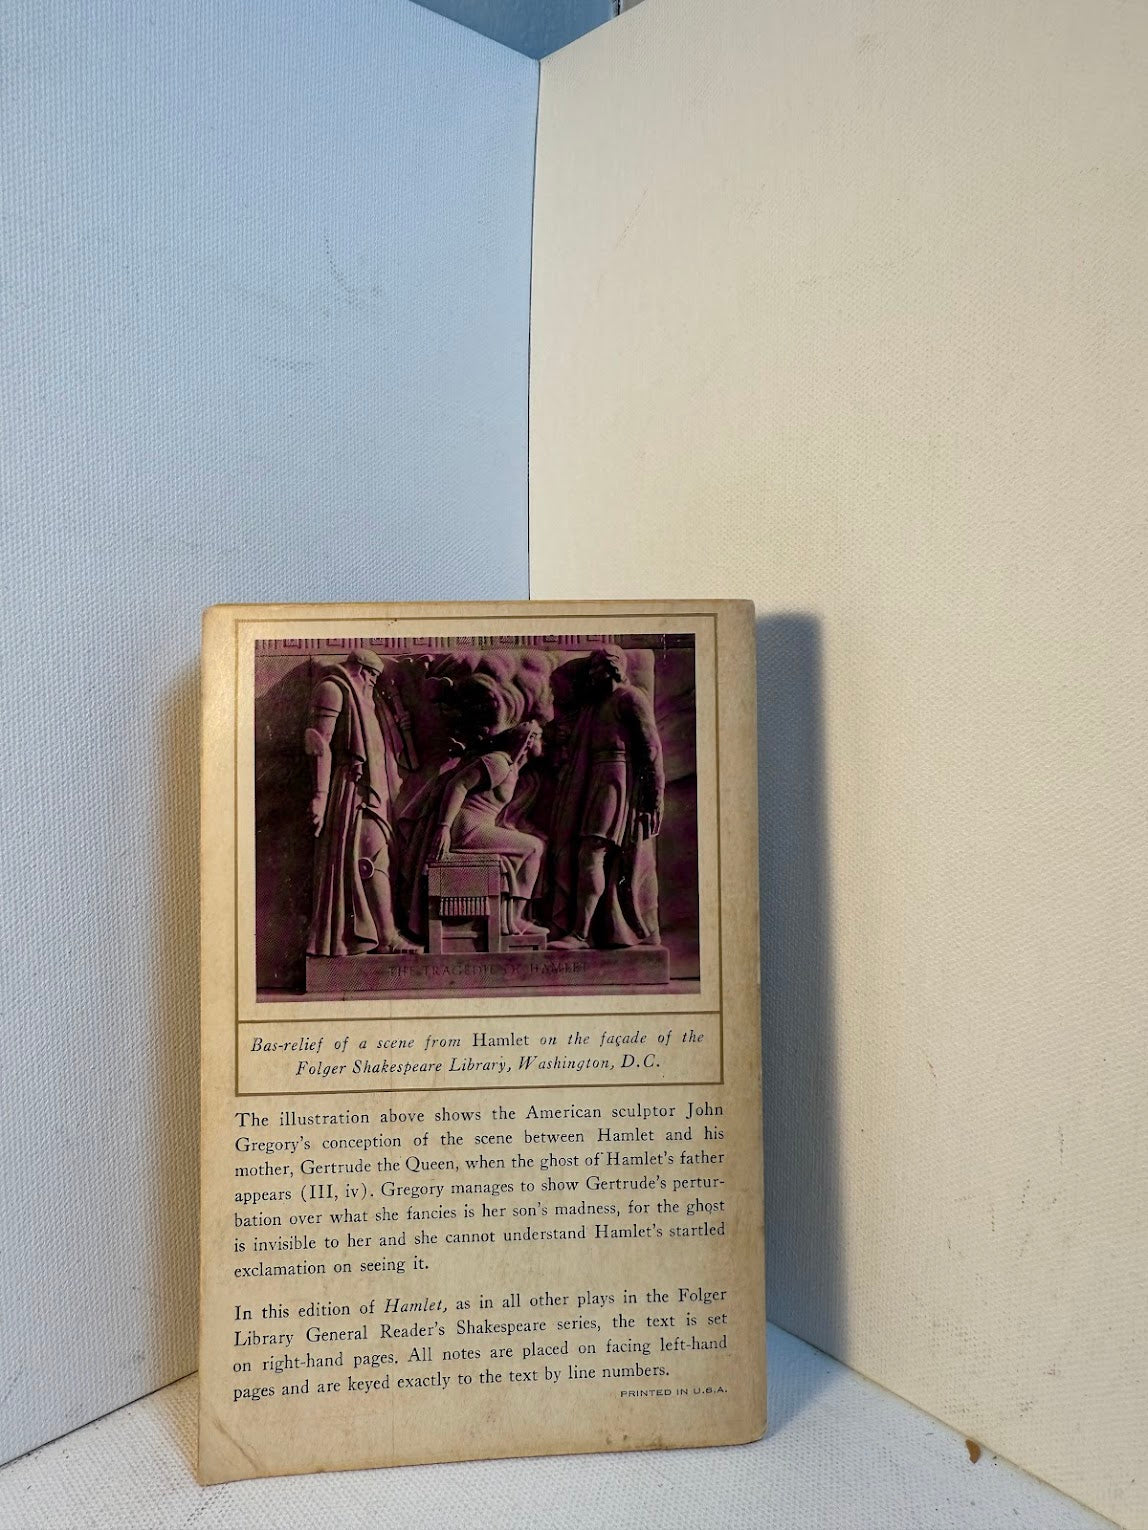 THE TRAGEDIE OF HAMLET
Bas-relief of a scene from Hamlet on the façade of the
Folger Shakespeare Library, Washington, D.C.
The illustration above shows the American sculptor John
Gregory's conception of the scene between Hamlet and his
mother, Gertrude the Queen, when the ghost of Hamlet's father
appears (III, iv). Gregory manages to show Gertrude's pertur-
bation over what she fancies is her son's madness, for the ghost
is invisible to her and she cannot understand Hamlet's startled
exclamation on seeing it.
In this edition of Hamlet, as in all other plays in the Folger
Library General Reader's Shakespeare series, the text is set
on right-hand pages. All notes are placed on facing left-hand
pages and are keyed exactly to the text by line numbers.
PRINTED IN U.S.A.